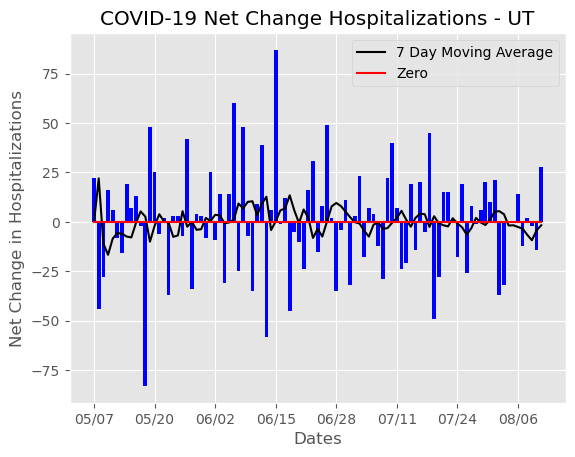 COVID-19 Net Change Hospitalizations - UT
7 Day Moving Average
Zero
Net Change in Hospitalizations
75
50
25
0
−25
−50
−75
05/07 05/20 06/02 06/15 06/28 07/11 07/24 08/06
Dates